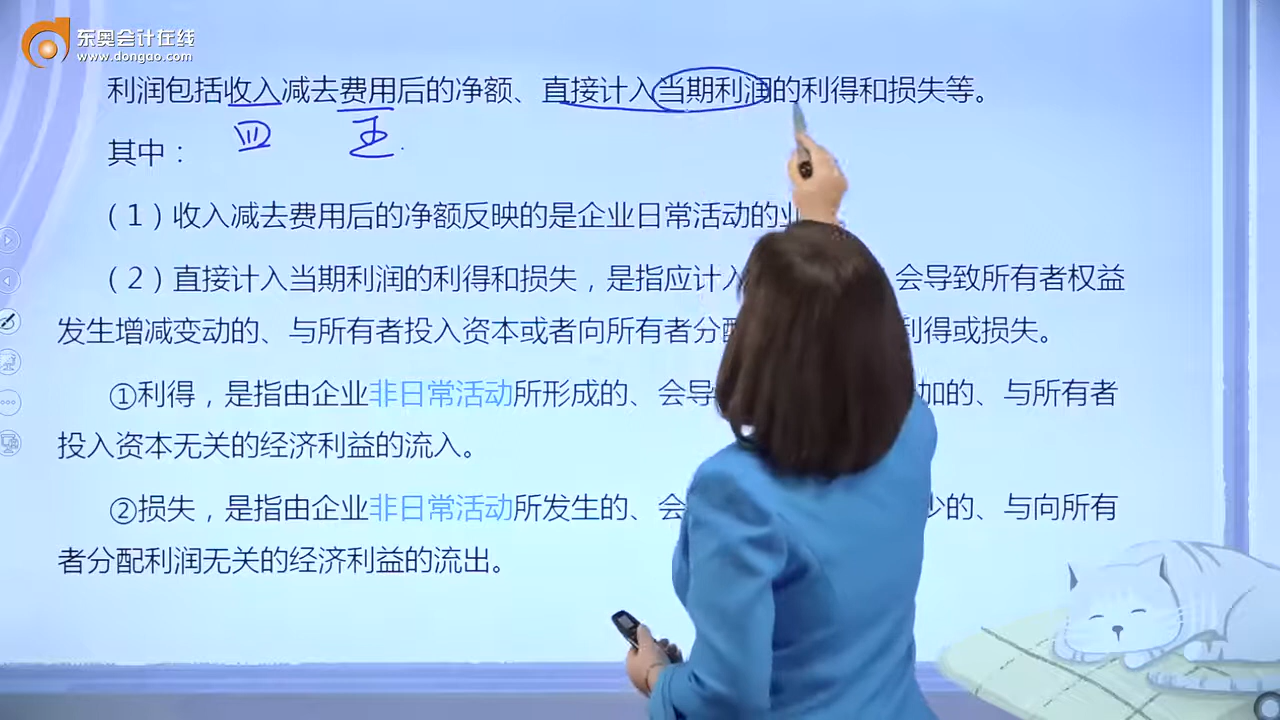 东奥会计在线
www.dongao.com
利润包括收入减去费用后的净额、直接计入当期利润的利得和损失等。
其中：
（1）收入减去费用后的净额反映的是企业日常活动的业
（2）直接计入当期利润的利得和损失，是指应计入 会导致所有者权益
发生增减变动的、与所有者投入资本或者向所有者分配 利得或损失。
①利得，是指由企业非日常活动所形成的、会导 加的、与所有者
投入资本无关的经济利益的流入。
②损失，是指由企业非日常活动所发生的、会 少的、与向所有
者分配利润无关的经济利益的流出。